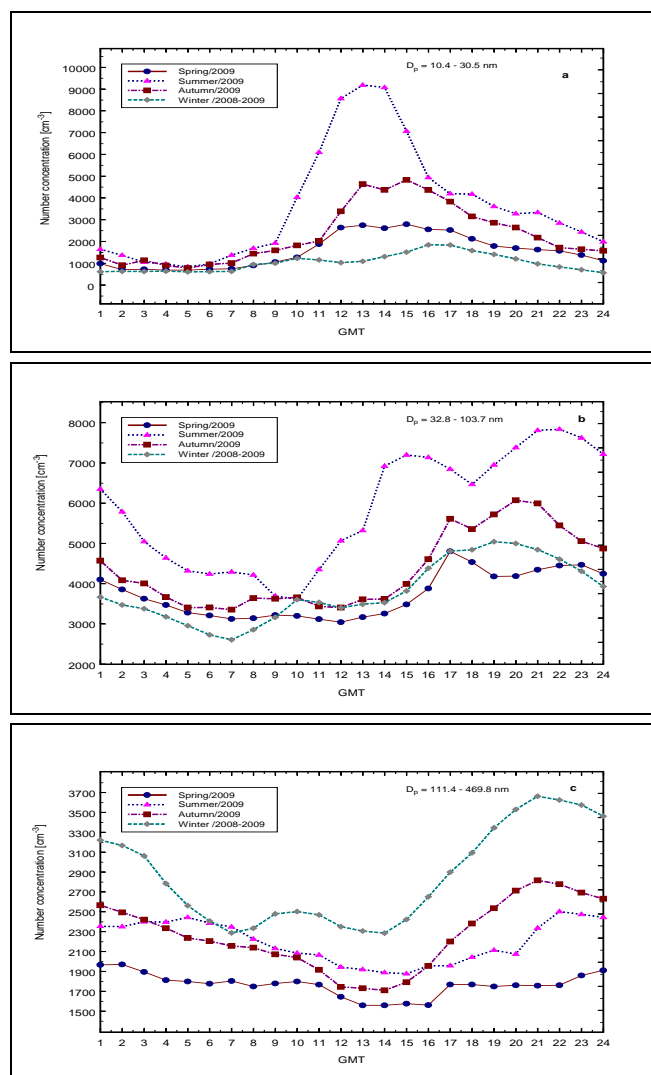 Spring/2009
Summer/2009
Autumn/2009
Winter /2008-2009
Dp = 10.4 - 30.5 nm
a
Number concentration [cm-3]
10000
9000
8000
7000
6000
5000
4000
3000
2000
1000
0
1 2 3 4 5 6 7 8 9 10 11 12 13 14 15 16 17 18 19 20 21 22 23 24
GMT
Spring/2009
Summer/2009
Autumn/2009
Winter /2008-2009
Dp = 32.8 - 103.7 nm
b
Number concentration [cm-3]
8000
7000
6000
5000
4000
3000
2000
1 2 3 4 5 6 7 8 9 10 11 12 13 14 15 16 17 18 19 20 21 22 23 24
GMT
Spring/2009
Summer/2009
Autumn/2009
Winter /2008-2009
Dp = 111.4 - 469.8 nm
c
Number concentration [cm-3]
3700
3500
3300
3100
2900
2700
2500
2300
2100
1900
1700
1500
1 2 3 4 5 6 7 8 9 10 11 12 13 14 15 16 17 18 19 20 21 22 23 24
GMT